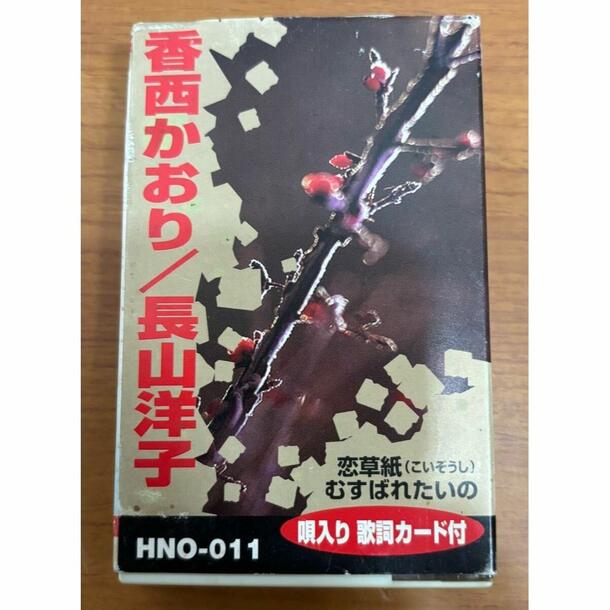 香西かおり／長山洋子
恋草紙(こいぞうし)
むすばれたいの
唄入り 歌詞カード付
HNO-011